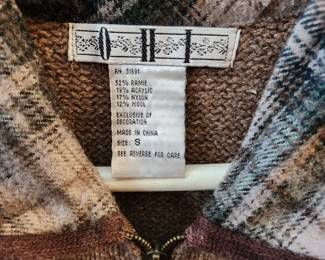 OHI
RN 31691
52% RAMIE
19% ACRYLIC
17% NYLON
12% WOOL
EXCLUSIVE OF
DECORATION
MADE IN CHINA
SIZE: S
SEE REVERSE FOR CARE